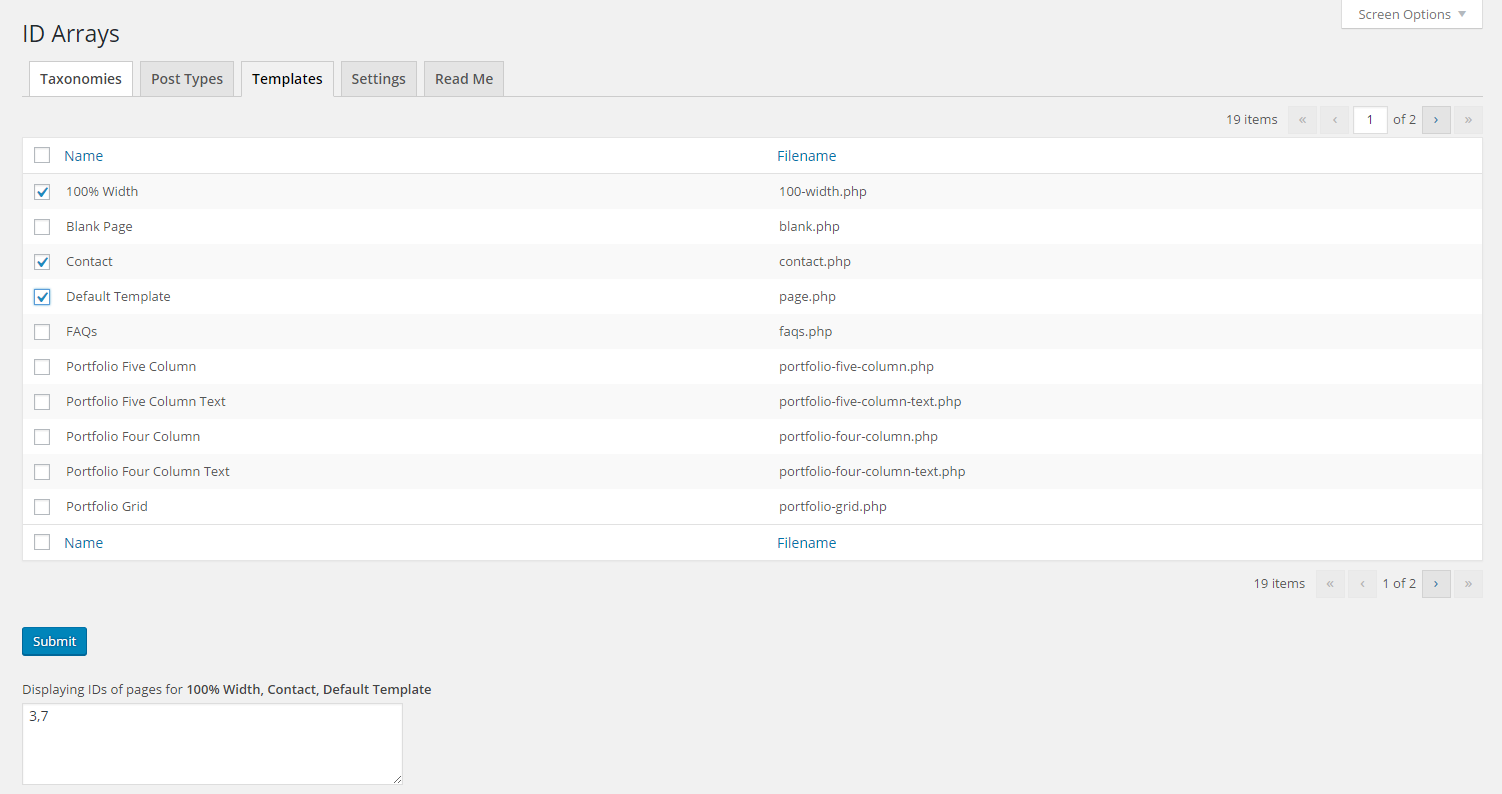 Screen Options ▼
ID Arrays
Taxonomies Post Types Templates Settings Read Me
19 items « ‹ 1 of 2 › »
Name Filename
100% Width 100-width.php
Blank Page blank.php
Contact contact.php
Default Template page.php
FAQs faqs.php
Portfolio Five Column portfolio-five-column.php
Portfolio Five Column Text portfolio-five-column-text.php
Portfolio Four Column portfolio-four-column.php
Portfolio Four Column Text portfolio-four-column-text.php
Portfolio Grid portfolio-grid.php
Name Filename
19 items « ‹ 1 of 2 › »
Submit
Displaying IDs of pages for 100% Width, Contact, Default Template
3,7